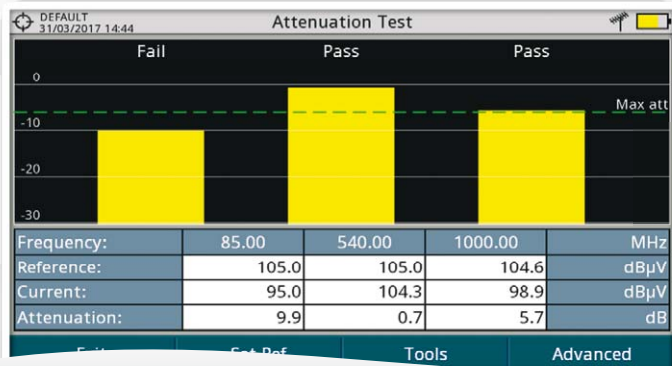 DEFAULT
31/03/2017 14:44
Attenuation Test
Fail Pass Pass
0
Max att
-10
-20
-30
Frequency: 85.00 540.00 1000.00 MHz
Reference: 105.0 105.0 104.6 dBµV
Current: 95.0 104.3 98.9 dBµV
Attenuation: 9.9 0.7 5.7 dB
Tools Advanced